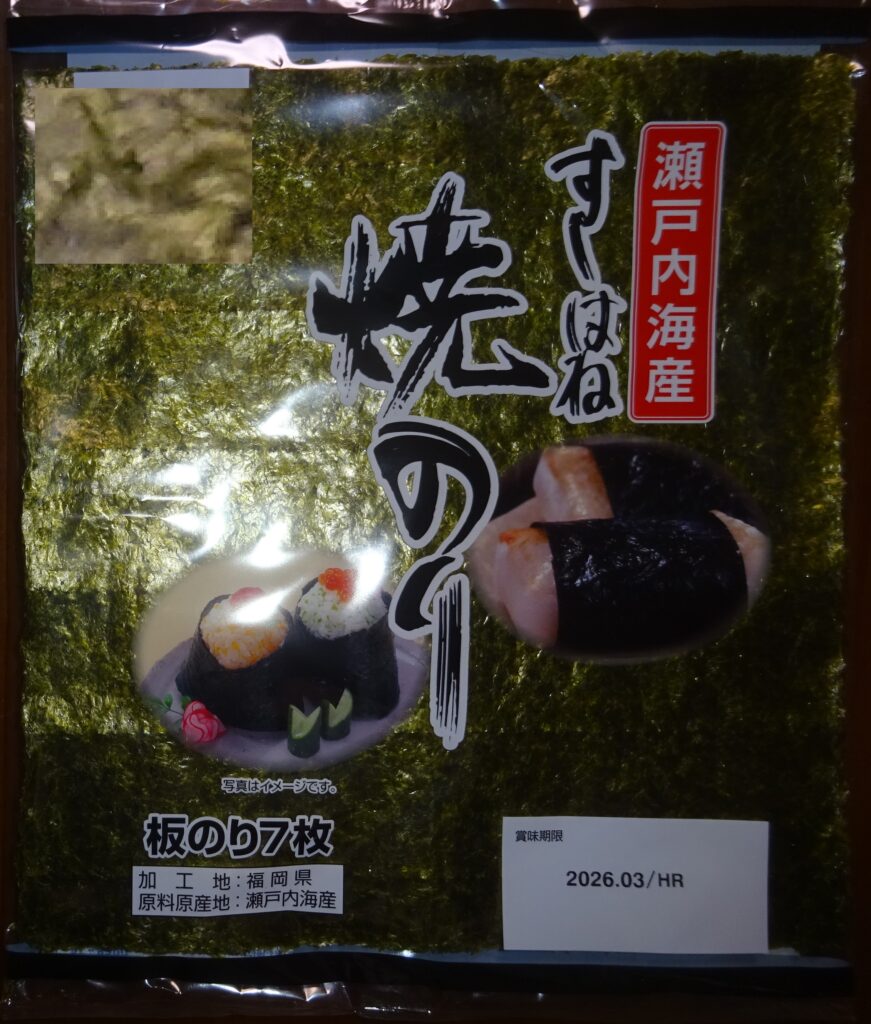 瀬戸内海産
すしはね
焼のり
写真はイメージです。
板のり7枚
加工地：福岡県
原料原産地：瀬戸内海産
賞味期限
2026.03/HR